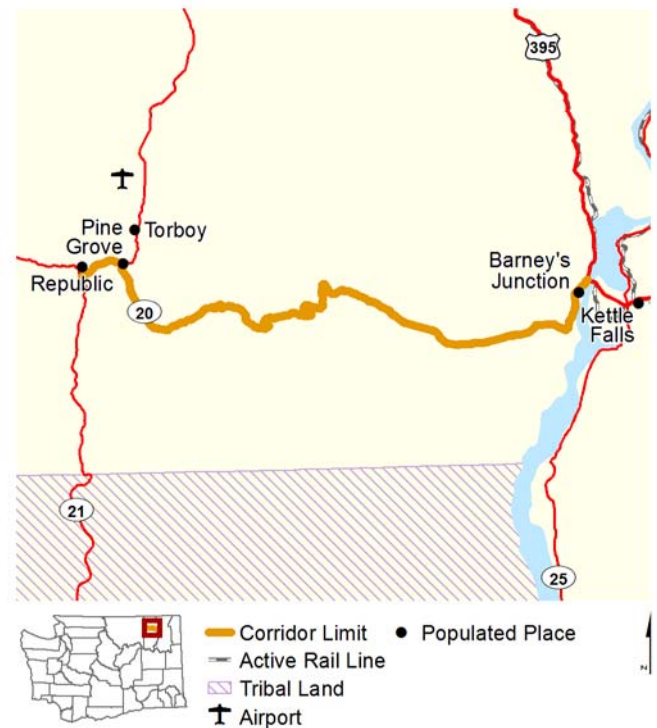 395
Pine
Grove
Torboy
Republic
20
Barney's
Junction
Kettle
Falls
21
25
Corridor Limit
Populated Place
Active Rail Line
Tribal Land
Airport
N